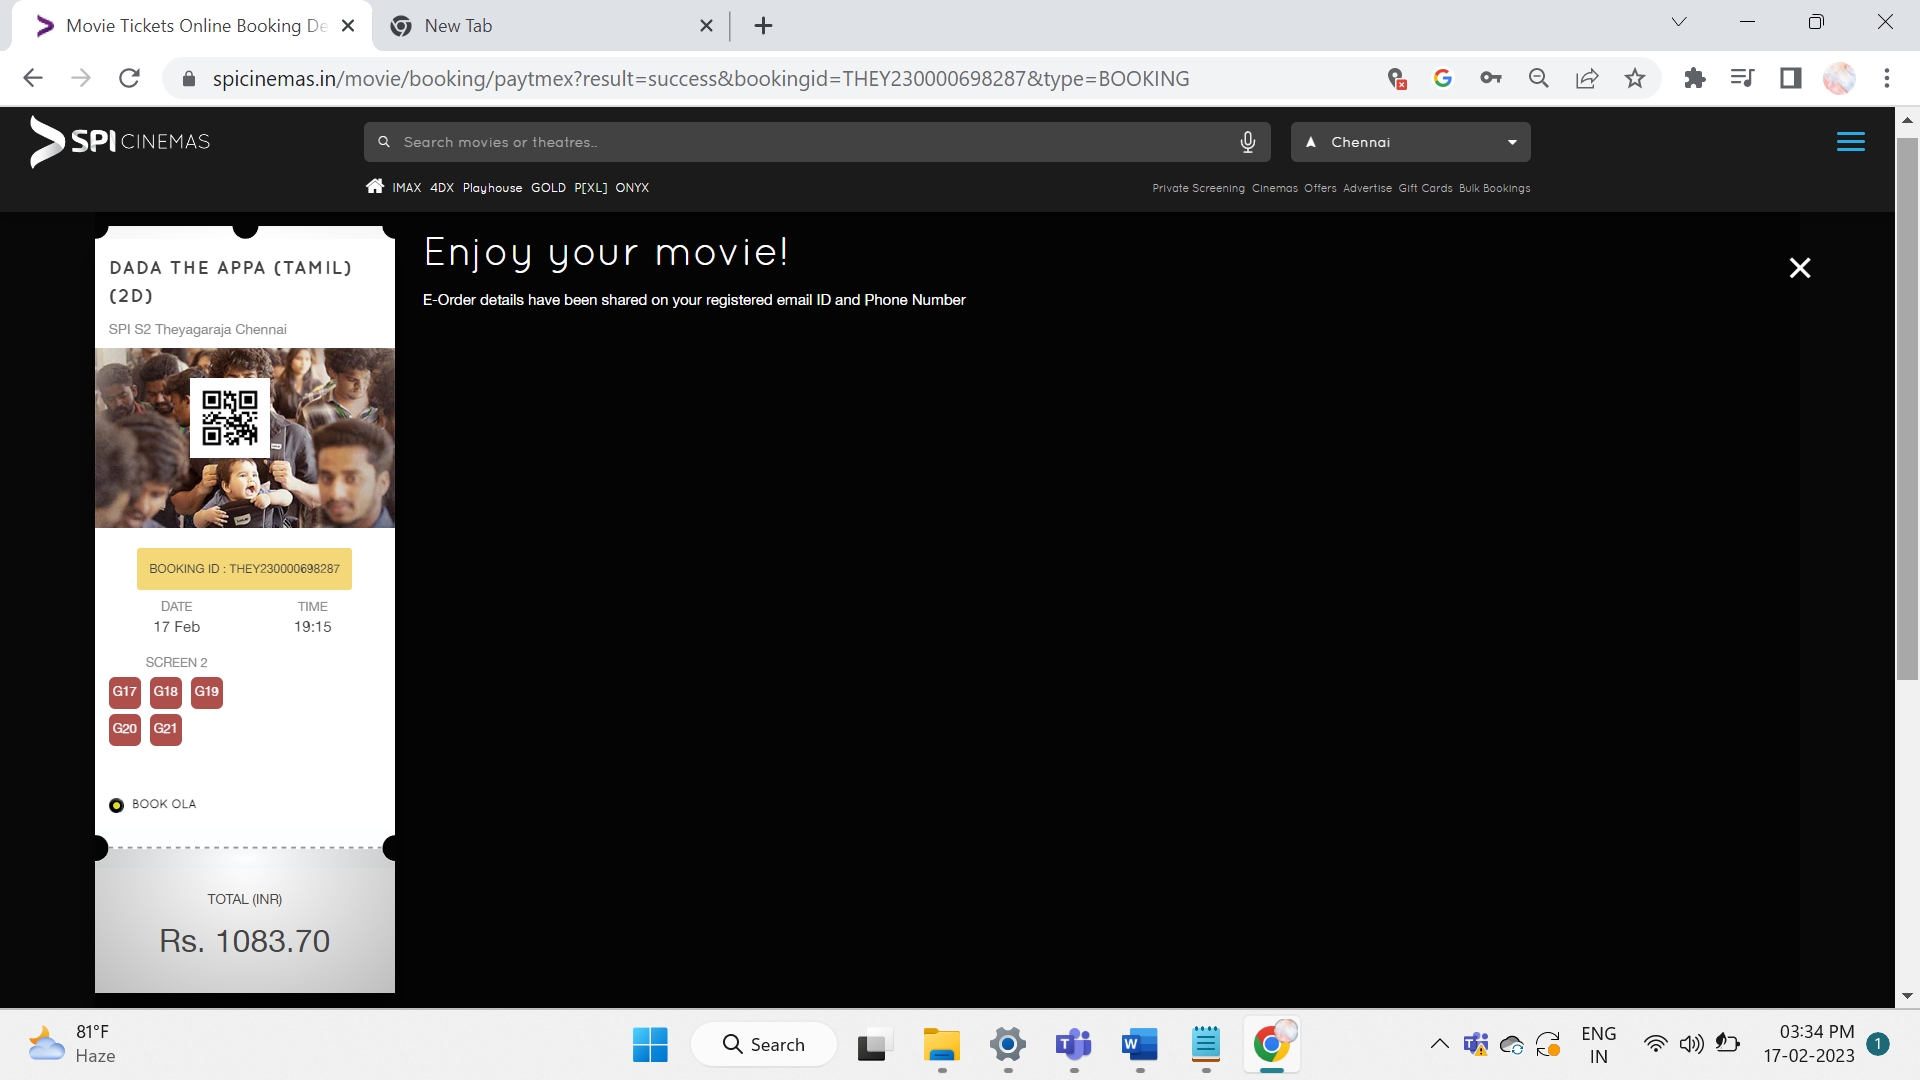 Movie Tickets Online Booking De
New Tab
spicinemas.in/movie/booking/paytmex?result=success&bookingid=THEY230000698287&type=BOOKING
SPI CINEMAS
Search movies or theatres..
Chennai
IMAX 4DX Playhouse GOLD P[XL] ONYX
Private Screening Cinemas Offers Advertise Gift Cards Bulk Bookings
DADA THE APPA (TAMIL)
(2D)
SPI S2 Theyagaraja Chennai
Enjoy your movie!
E-Order details have been shared on your registered email ID and Phone Number
BOOKING ID : THEY230000698287
DATE TIME
17 Feb 19:15
SCREEN 2
G17 G18 G19
G20 G21
BOOK OLA
TOTAL (INR)
Rs. 1083.70
81°F
Haze
Search
ENG
IN
03:34 PM
17-02-2023
1